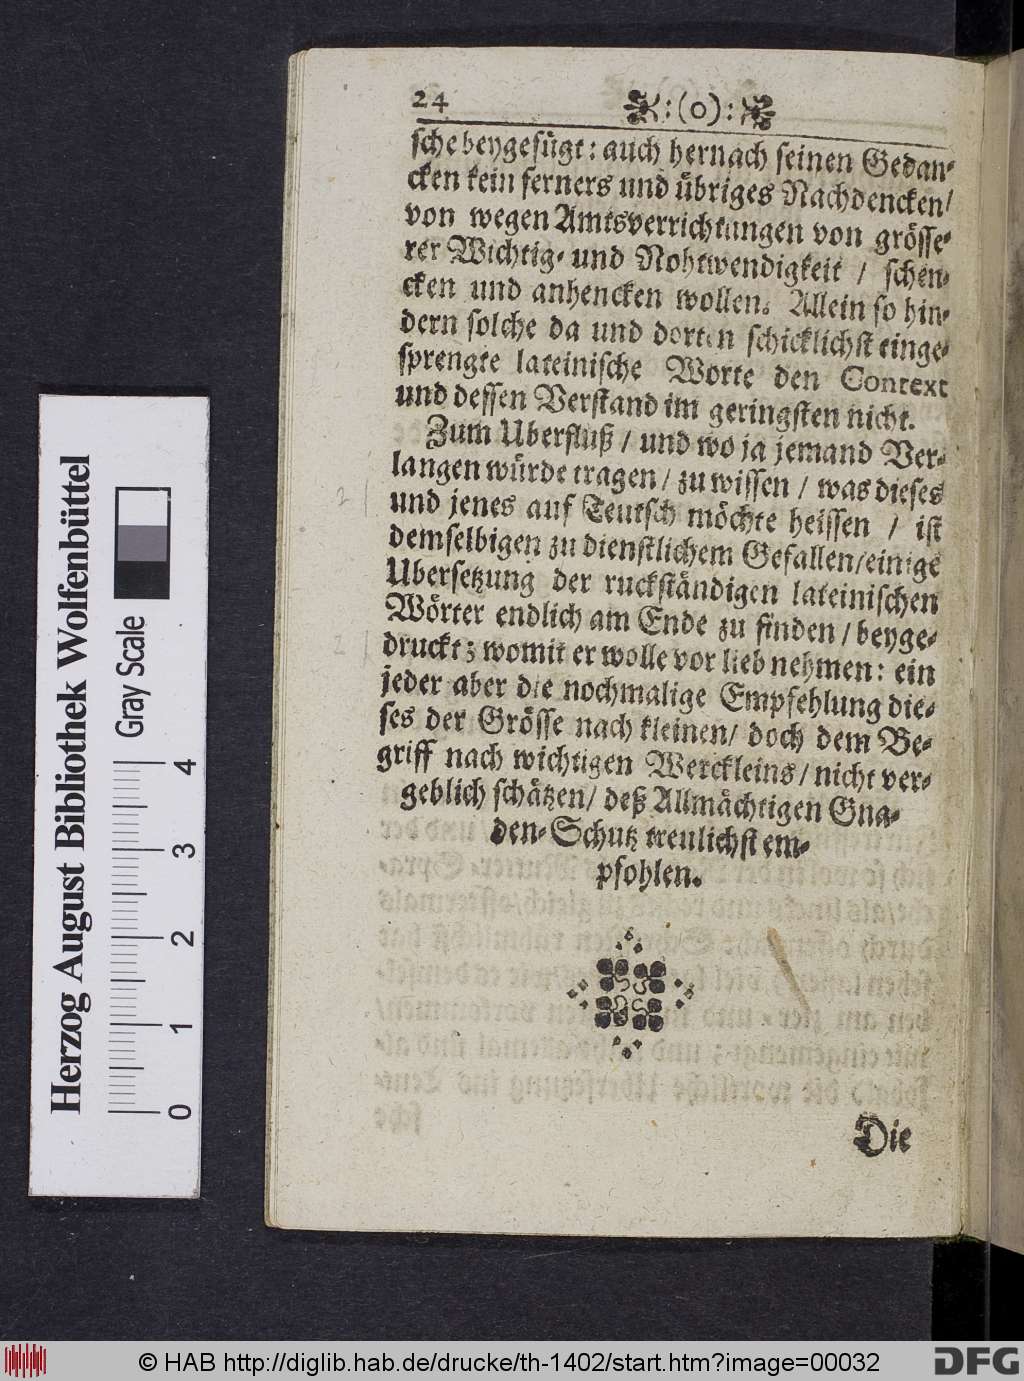 24 :(o):
sche beygefügt: auch hernach seinen Gedan-
cken kein ferners und übriges Nachdencken/
von wegen Amtsverrichtungen von grösse-
rer Wichtig- und Nohtwendigkeit / schen-
cken und anhencken wollen. Allein so hin-
dern solche da und dorten schicklichst einge-
sprengte lateinische Worte den Context
und dessen Verstand im geringsten nicht.
Zum Uberfluß / und wo ja jemand Ver-
langen würde tragen / zu wissen / was dieses
und jenes auf Teutsch möchte heissen / ist
demselbigen zu dienstlichem Gefallen/einige
Ubersetzung der ruckständigen lateinischen
Wörter endlich am Ende zu finden / beyge-
druckt; womit er wolle vor lieb nehmen: ein
jeder aber die nochmalige Empfehlung die-
ses der Grösse nach kleinen/ doch dem Be-
griff nach wichtigen Werckleins / nicht ver-
geblich schätzen/ deß Allmächtigen Gna-
den-Schutz treulichst em-
pfohlen.
Die
Herzog August Bibliothek Wolfenbüttel
Gray Scale
0 1 2 3 4
© HAB http://diglib.hab.de/drucke/th-1402/start.htm?image=00032
DFG